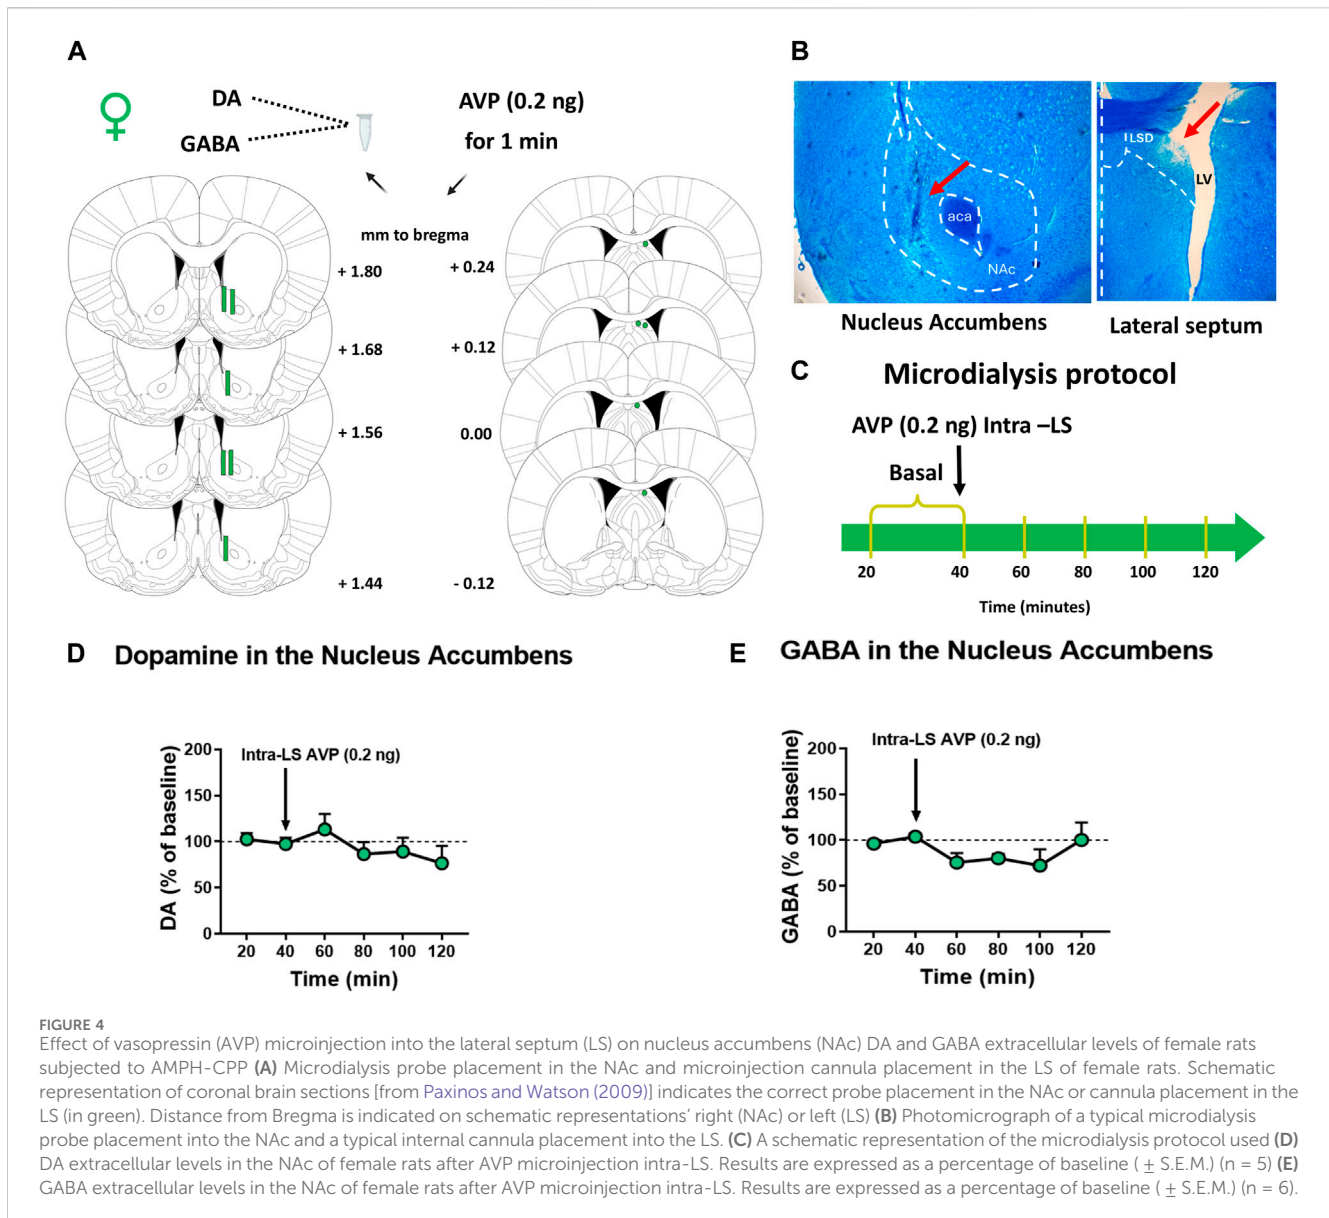 A
DA
GABA
AVP (0.2 ng)
for 1 min
mm to bregma
+ 1.80
+ 0.24
+ 1.68
+ 0.12
+ 1.56
0.00
+ 1.44
- 0.12
B
aca
NAc
LSD
LV
Nucleus Accumbens
Lateral septum
C
Microdialysis protocol
AVP (0.2 ng) Intra –LS
Basal
20 40 60 80 100 120
Time (minutes)
D Dopamine in the Nucleus Accumbens
Intra-LS AVP (0.2 ng)
DA (% of baseline)
200
150
100
50
0
20 40 60 80 100 120
Time (min)
E GABA in the Nucleus Accumbens
Intra-LS AVP (0.2 ng)
GABA (% of baseline)
200
150
100
50
0
20 40 60 80 100 120
Time (min)
FIGURE 4
Effect of vasopressin (AVP) microinjection into the lateral septum (LS) on nucleus accumbens (NAc) DA and GABA extracellular levels of female rats
subjected to AMPH-CPP (A) Microdialysis probe placement in the NAc and microinjection cannula placement in the LS of female rats. Schematic
representation of coronal brain sections [from Paxinos and Watson (2009)] indicates the correct probe placement in the NAc or cannula placement in the
LS (in green). Distance from Bregma is indicated on schematic representations' right (NAc) or left (LS) (B) Photomicrograph of a typical microdialysis
probe placement into the NAc and a typical internal cannula placement into the LS. (C) A schematic representation of the microdialysis protocol used (D)
DA extracellular levels in the NAc of female rats after AVP microinjection intra-LS. Results are expressed as a percentage of baseline ( ± S.E.M.) (n = 5) (E)
GABA extracellular levels in the NAc of female rats after AVP microinjection intra-LS. Results are expressed as a percentage of baseline ( ± S.E.M.) (n = 6).